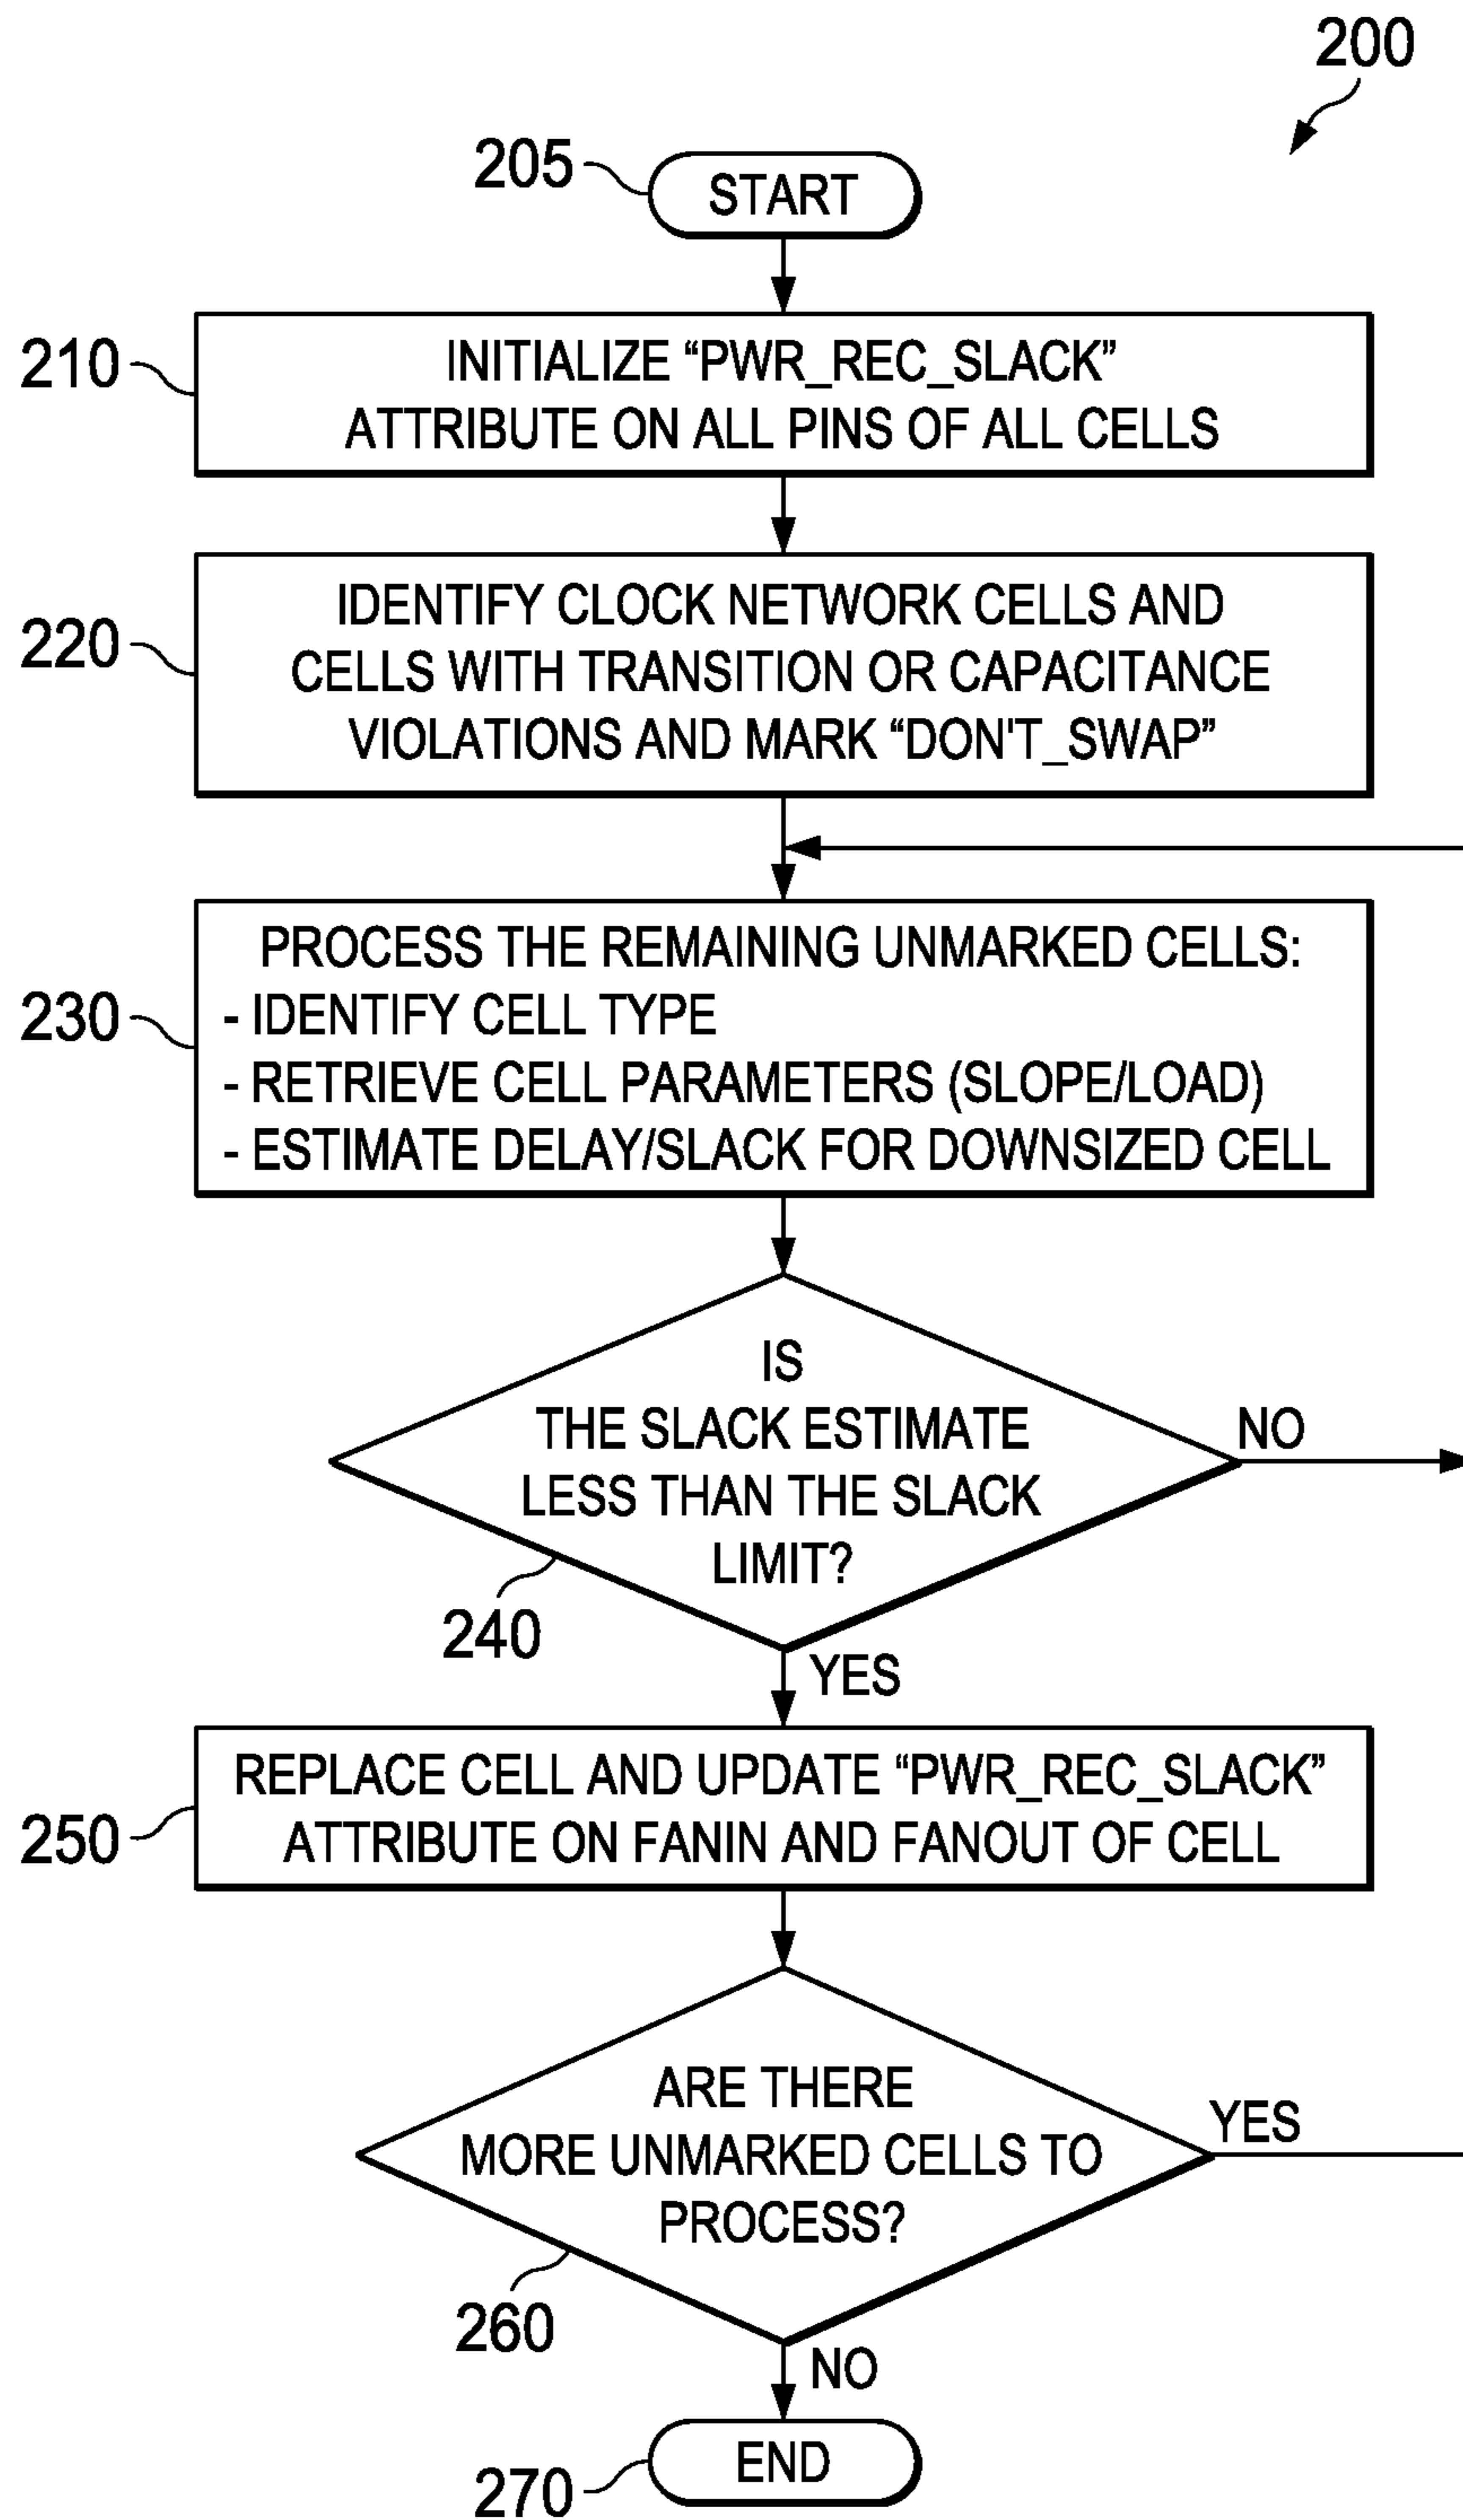 200
205
START
210
INITIALIZE “PWR_REC_SLACK”
ATTRIBUTE ON ALL PINS OF ALL CELLS
220
IDENTIFY CLOCK NETWORK CELLS AND
CELLS WITH TRANSITION OR CAPACITANCE
VIOLATIONS AND MARK “DON'T_SWAP”
230
PROCESS THE REMAINING UNMARKED CELLS:
- IDENTIFY CELL TYPE
- RETRIEVE CELL PARAMETERS (SLOPE/LOAD)
- ESTIMATE DELAY/SLACK FOR DOWNSIZED CELL
IS
THE SLACK ESTIMATE
LESS THAN THE SLACK
LIMIT?
NO
240
YES
250
REPLACE CELL AND UPDATE “PWR_REC_SLACK”
ATTRIBUTE ON FANIN AND FANOUT OF CELL
ARE THERE
MORE UNMARKED CELLS TO
PROCESS?
YES
260
NO
270
END